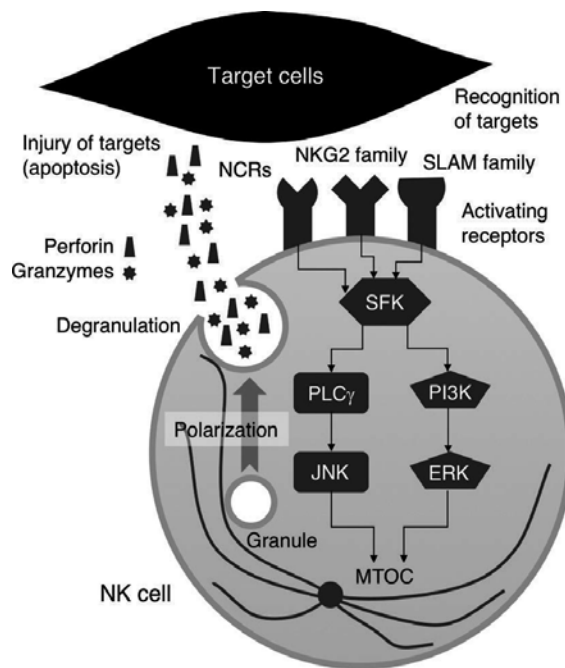 Target cells
Recognition
of targets
Injury of targets
(apoptosis)
NCRs
NKG2 family
SLAM family
Activating
receptors
Perforin
Granzymes
Degranulation
SFK
PLCγ
PI3K
Polarization
JNK
ERK
Granule
MTOC
NK cell